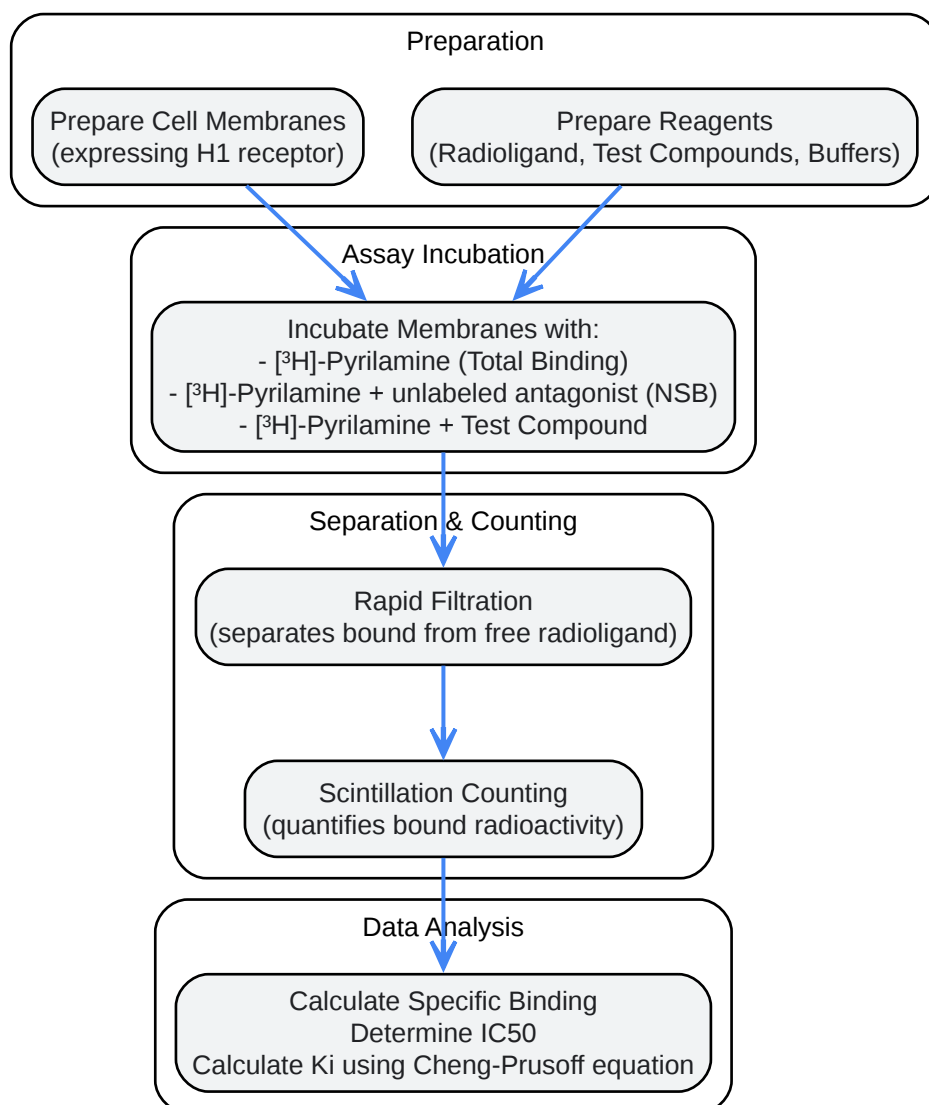 Preparation
Prepare Cell Membranes
(expressing H1 receptor)
Prepare Reagents
(Radioligand, Test Compounds, Buffers)
Assay Incubation
Incubate Membranes with:
- [³H]-Pyrilamine (Total Binding)
- [³H]-Pyrilamine + unlabeled antagonist (NSB)
- [³H]-Pyrilamine + Test Compound
Separation & Counting
Rapid Filtration
(separates bound from free radioligand)
Scintillation Counting
(quantifies bound radioactivity)
Data Analysis
Calculate Specific Binding
Determine IC50
Calculate Ki using Cheng-Prusoff equation